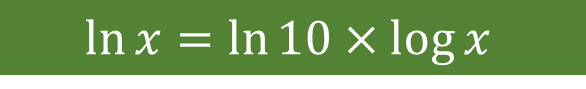 ln x = ln 10 × log x